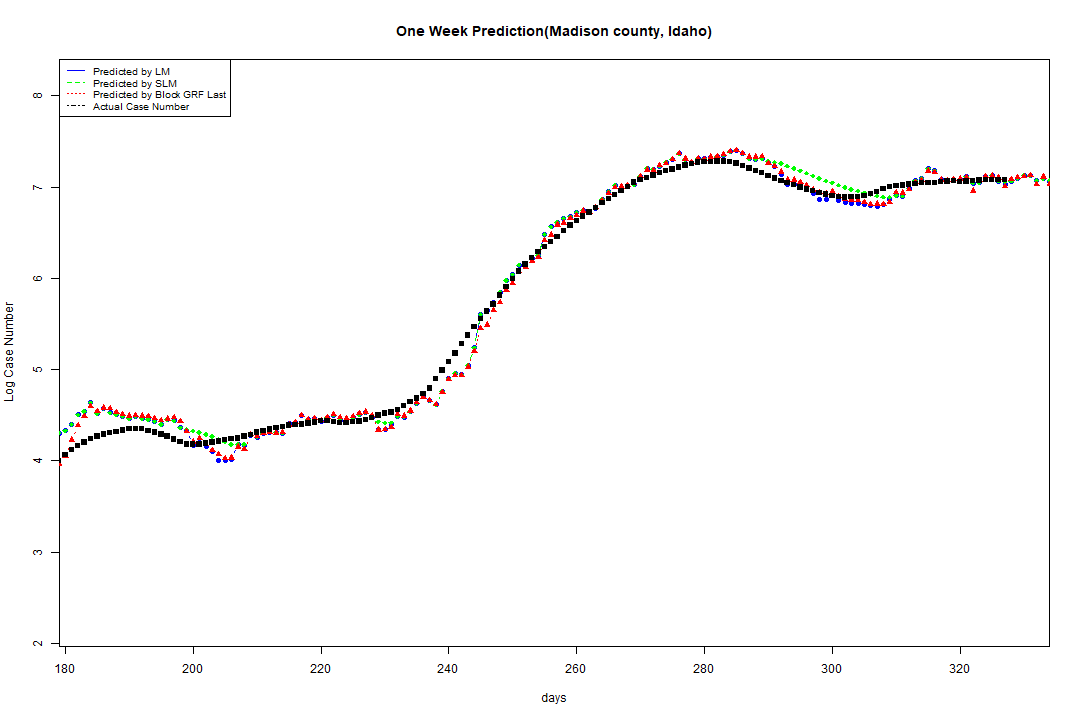 One Week Prediction(Madison county, Idaho)
Predicted by LM
Predicted by SLM
Predicted by Block GRF Last
Actual Case Number
8
7
6
5
4
3
2
Log Case Number
180 200 220 240 260 280 300 320
days